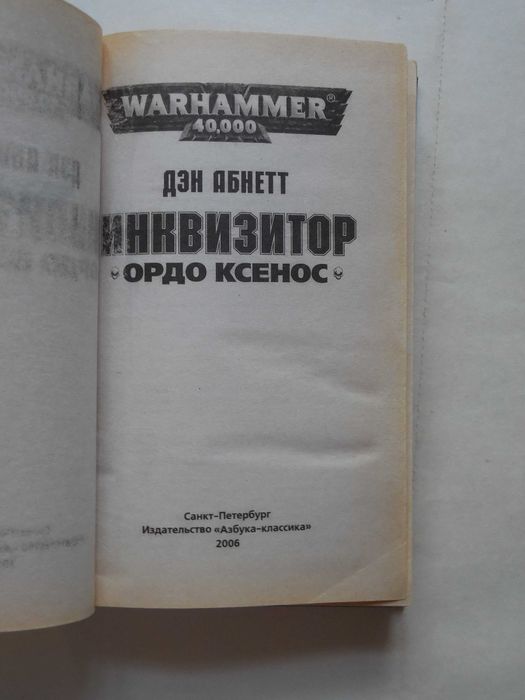 WARHAMMER®
40,000
ДЭН АБНЕТТ
ИНКВИЗИТОР
ОРДО КСЕНОС
Санкт-Петербург
Издательство «Азбука-классика»
2006